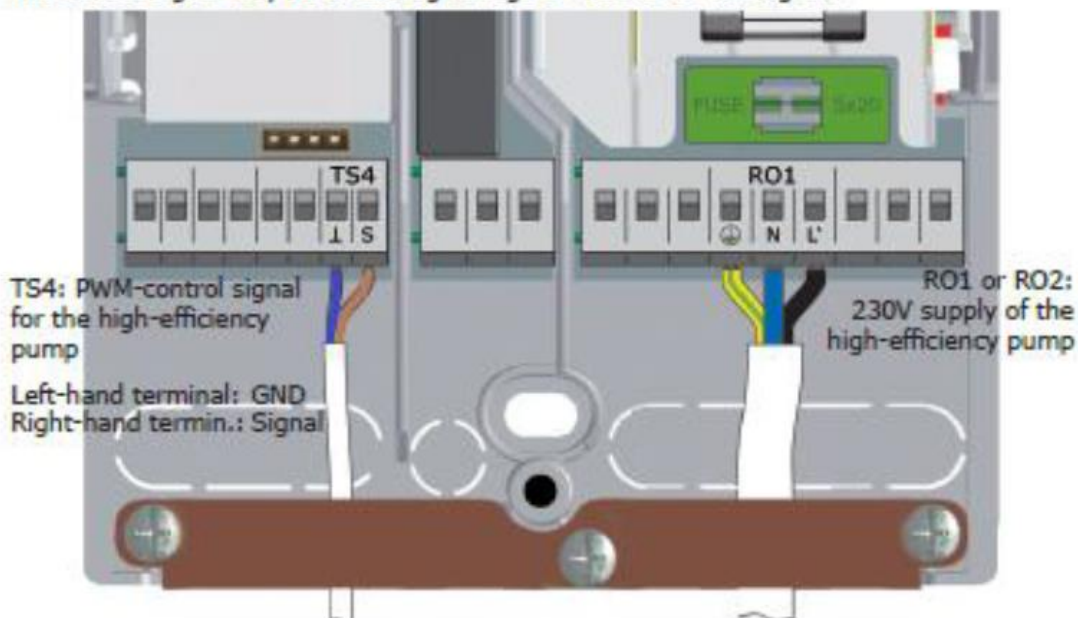 FUSE 5x20
TS4
RO1
⊥ S
N L'
TS4: PWM-control signal
for the high-efficiency
pump
Left-hand terminal: GND
Right-hand termin.: Signal
RO1 or RO2:
230V supply of the
high-efficiency pump